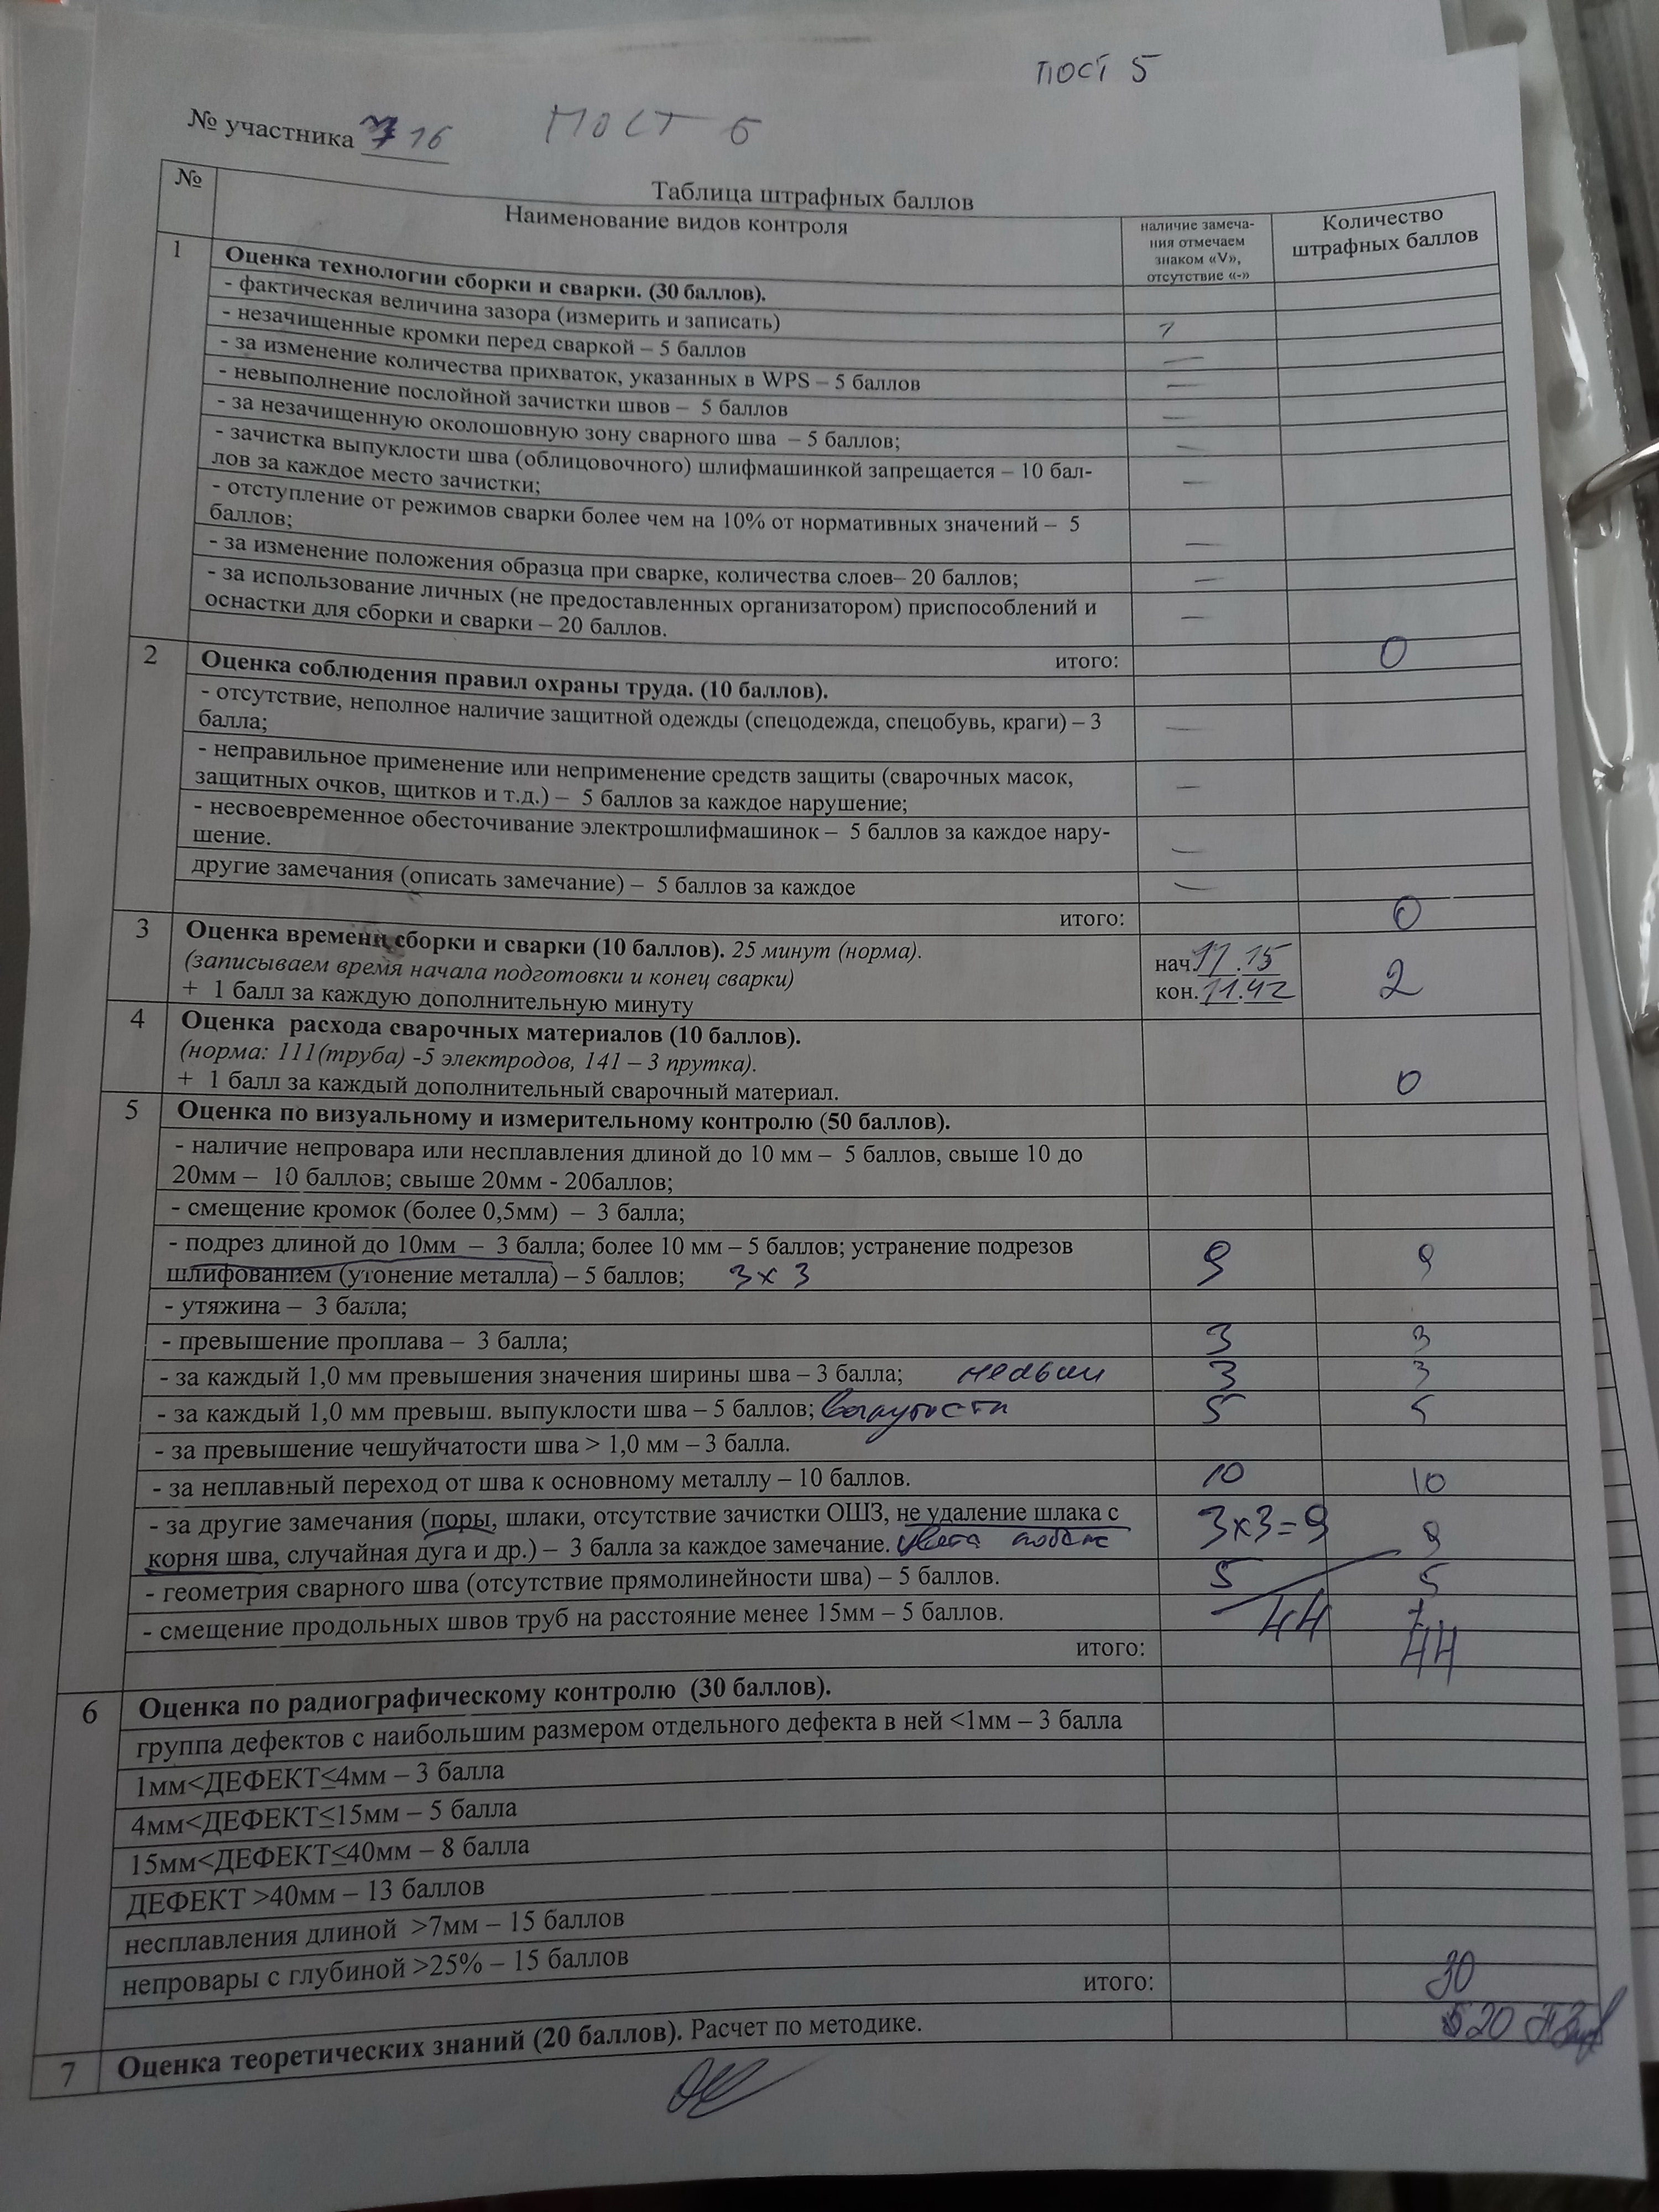 ПОСТ 5
№ участника 16 ПОСТ 5
Таблица штрафных баллов
№
Наименование видов контроля
наличие замеча-
ния отмечаем
знаком «V»,
отсутствие «-»
Количество
штрафных баллов
1 Оценка технологии сборки и сварки. (30 баллов).
- фактическая величина зазора (измерить и записать)
- незачищенные кромки перед сваркой – 5 баллов —
- за изменение количества прихваток, указанных в WPS – 5 баллов —
- невыполнение послойной зачистки швов – 5 баллов —
- за незачищенную околошовную зону сварного шва – 5 баллов; —
- зачистка выпуклости шва (облицовочного) шлифмашинкой запрещается – 10 бал-
лов за каждое место зачистки; —
- отступление от режимов сварки более чем на 10% от нормативных значений – 5
баллов; —
- за изменение положения образца при сварке, количества слоев– 20 баллов; —
- за использование личных (не предоставленных организатором) приспособлений и
оснастки для сборки и сварки – 20 баллов. —
итого: 0
2 Оценка соблюдения правил охраны труда. (10 баллов).
- отсутствие, неполное наличие защитной одежды (спецодежда, спецобувь, краги) – 3
балла; —
- неправильное применение или неприменение средств защиты (сварочных масок,
защитных очков, щитков и т.д.) – 5 баллов за каждое нарушение; —
- несвоевременное обесточивание электрошлифмашинок – 5 баллов за каждое нару-
шение. —
другие замечания (описать замечание) – 5 баллов за каждое —
итого: 0
3 Оценка времени сборки и сварки (10 баллов). 25 минут (норма).
(записываем время начала подготовки и конец сварки) нач. 11.15
+ 1 балл за каждую дополнительную минуту кон. 11.42 2
4 Оценка расхода сварочных материалов (10 баллов).
(норма: 111(труба) -5 электродов, 141 – 3 прутка).
+ 1 балл за каждый дополнительный сварочный материал. 0
5 Оценка по визуальному и измерительному контролю (50 баллов).
- наличие непровара или несплавления длиной до 10 мм – 5 баллов, свыше 10 до
20мм – 10 баллов; свыше 20мм - 20баллов;
- смещение кромок (более 0,5мм) – 3 балла;
- подрез длиной до 10мм – 3 балла; более 10 мм – 5 баллов; устранение подрезов
шлифованием (утонение металла) – 5 баллов; 3х3 9 9
- утяжина – 3 балла;
- превышение проплава – 3 балла; 3 3
- за каждый 1,0 мм превышения значения ширины шва – 3 балла; 3 3
- за каждый 1,0 мм превыш. выпуклости шва – 5 баллов; 5 5
- за превышение чешуйчатости шва > 1,0 мм – 3 балла.
- за неплавный переход от шва к основному металлу – 10 баллов. 10 10
- за другие замечания (поры, шлаки, отсутствие зачистки ОШЗ, не удаление шлака с 3х3=9
корня шва, случайная дуга и др.) – 3 балла за каждое замечание. цвета 9
- геометрия сварного шва (отсутствие прямолинейности шва) – 5 баллов. 5 5
- смещение продольных швов труб на расстояние менее 15мм – 5 баллов. 44
итого: 44
6 Оценка по радиографическому контролю (30 баллов).
группа дефектов с наибольшим размером отдельного дефекта в ней <1мм – 3 балла
1мм<ДЕФЕКТ≤4мм – 3 балла
4мм<ДЕФЕКТ≤15мм – 5 балла
15мм<ДЕФЕКТ≤40мм – 8 балла
ДЕФЕКТ >40мм – 13 баллов
несплавления длиной >7мм – 15 баллов
непровары с глубиной >25% – 15 баллов
итого: 30
7 Оценка теоретических знаний (20 баллов). Расчет по методике. 20